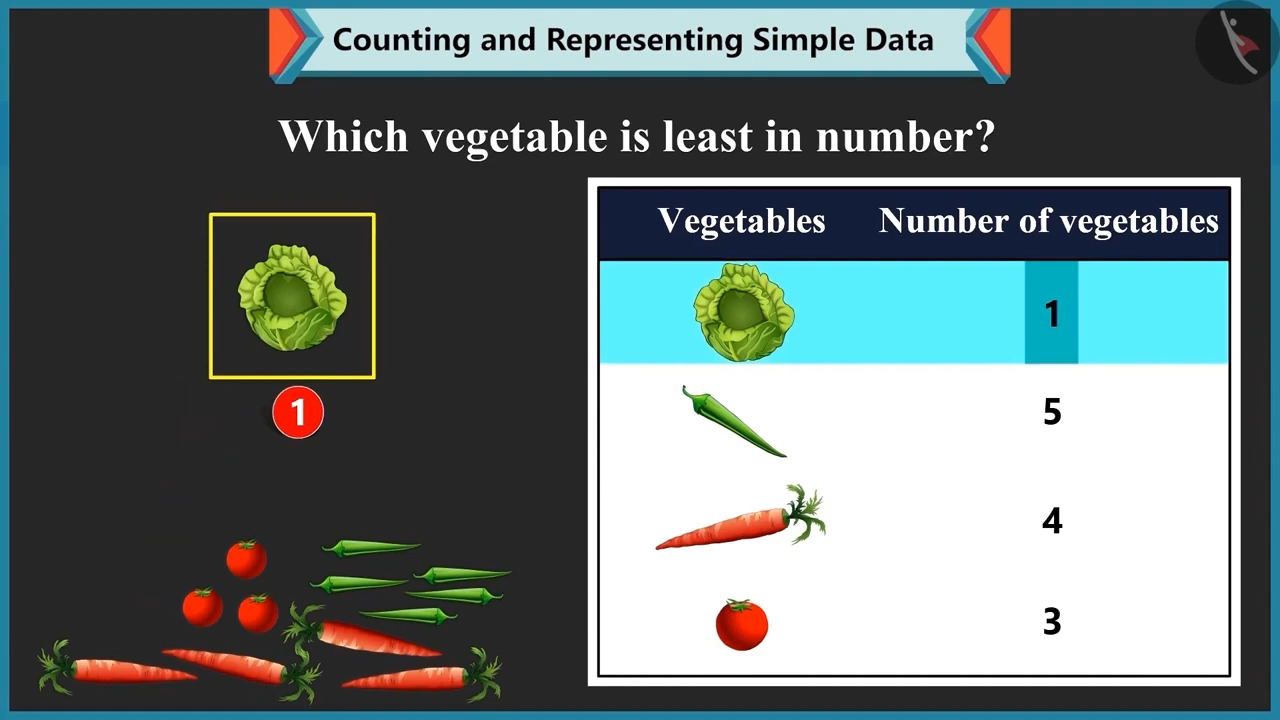 Counting and Representing Simple Data
Which vegetable is least in number?
1
Vegetables Number of vegetables
1
5
4
3